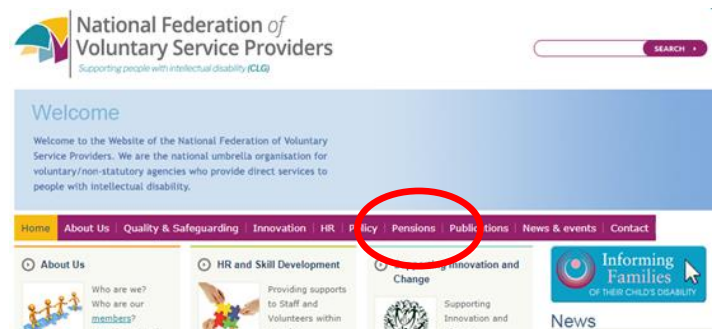 National Federation of
Voluntary Service Providers
Supporting people with intellectual disability (CLG)
SEARCH
Welcome
Welcome to the Website of the National Federation of Voluntary
Service Providers. We are the national umbrella organisation for
voluntary/non-statutory agencies who provide direct services to
people with intellectual disability.
Home About Us Quality & Safeguarding Innovation HR Policy Pensions Publications News & events Contact
About Us
Who are we?
Who are our
members?
HR and Skill Development
Providing supports
to Staff and
Volunteers within
Supporting Innovation and
Change
Supporting
Innovation and
Informing
Families
OF THEIR CHILD'S DISABILITY
News